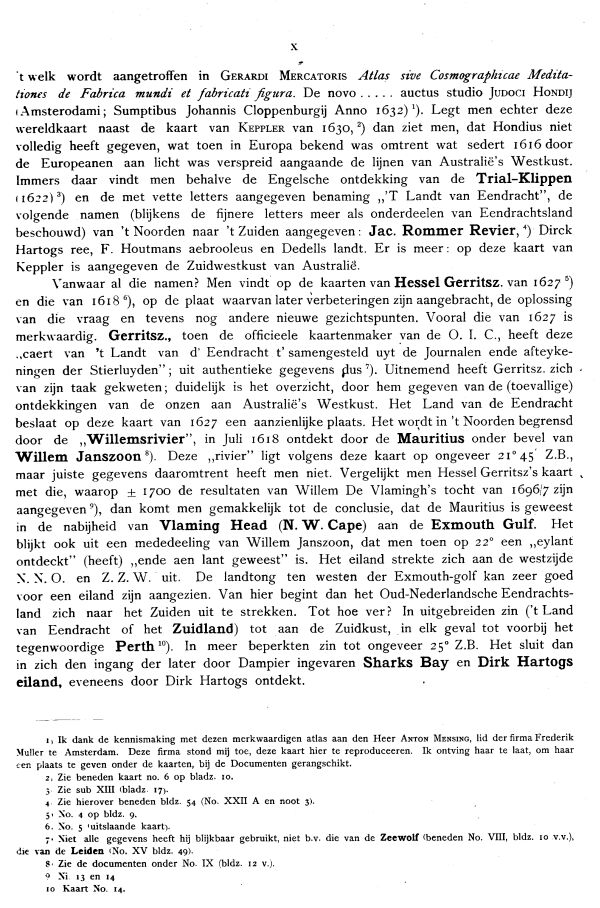 X
't welk wordt aangetroffen in GERARDI MERCATORIS Atlas sive Cosmographicae Medita-
tiones de Fabrica mundi et fabricati figura. De novo ..... auctus studio JUDOCI HONDIJ
(Amsterodami; Sumptibus Johannis Cloppenburgij Anno 1632) 1). Legt men echter deze
wereldkaart naast de kaart van KEPPLER van 1630, 2) dan ziet men, dat Hondius niet
volledig heeft gegeven, wat toen in Europa bekend was omtrent wat sedert 1616 door
de Europeanen aan licht was verspreid aangaande de lijnen van Australië's Westkust.
Immers daar vindt men behalve de Engelsche ontdekking van de Trial-Klippen
(1622) 3) en de met vette letters aangegeven benaming „'T Landt van Eendracht", de
volgende namen (blijkens de fijnere letters meer als onderdeelen van Eendrachtsland
beschouwd) van 't Noorden naar 't Zuiden aangegeven: Jac. Rommer Revier, 4) Dirck
Hartogs ree, F. Houtmans aebrooleus en Dedells landt. Er is meer: op deze kaart van
Keppler is aangegeven de Zuidwestkust van Australië.
Vanwaar al die namen? Men vindt op de kaarten van Hessel Gerritsz. van 1627 5)
en die van 1618 6), op de plaat waarvan later verbeteringen zijn aangebracht, de oplossing
van die vraag en tevens nog andere nieuwe gezichtspunten. Vooral die van 1627 is
merkwaardig. Gerritsz., toen de officieele kaartenmaker van de O. I. C., heeft deze
„caert van 't Landt van d' Eendracht t' samengesteld uyt de Journalen ende afteyke-
ningen der Stierluyden"; uit authentieke gegevens dus 7). Uitnemend heeft Gerritsz. zich
van zijn taak gekweten; duidelijk is het overzicht, door hem gegeven van de (toevallige)
ontdekkingen van de onzen aan Australië's Westkust. Het Land van de Eendracht
beslaat op deze kaart van 1627 een aanzienlijke plaats. Het wordt in 't Noorden begrensd
door de „Willemsrivier", in Juli 1618 ontdekt door de Mauritius onder bevel van
Willem Janszoon 8). Deze „rivier" ligt volgens deze kaart op ongeveer 21° 45' Z.B.,
maar juiste gegevens daaromtrent heeft men niet. Vergelijkt men Hessel Gerritsz's kaart
met die, waarop ± 1700 de resultaten van Willem De Vlamingh's tocht van 1696/7 zijn
aangegeven 9), dan komt men gemakkelijk tot de conclusie, dat de Mauritius is geweest
in de nabijheid van Vlaming Head (N. W. Cape) aan de Exmouth Gulf. Het
blijkt ook uit een mededeeling van Willem Janszoon, dat men toen op 22° een „eylant
ontdeckt" (heeft) „ende aen lant geweest" is. Het eiland strekte zich aan de westzijde
N. N. O. en Z. Z. W. uit. De landtong ten westen der Exmouth-golf kan zeer goed
voor een eiland zijn aangezien. Van hier begint dan het Oud-Nederlandsche Eendrachts-
land zich naar het Zuiden uit te strekken. Tot hoe ver? In uitgebreiden zin ('t Land
van Eendracht of het Zuidland) tot aan de Zuidkust, in elk geval tot voorbij het
tegenwoordige Perth 10). In meer beperkten zin tot ongeveer 25° Z.B. Het sluit dan
in zich den ingang der later door Dampier ingevaren Sharks Bay en Dirk Hartogs
eiland, eveneens door Dirk Hartogs ontdekt.
1) Ik dank de kennismaking met dezen merkwaardigen atlas aan den Heer ANTON MENSING, lid der firma Frederik
Muller te Amsterdam. Deze firma stond mij toe, deze kaart hier te reproduceeren. Ik ontving haar te laat, om haar
een plaats te geven onder de kaarten, bij de Documenten gerangschikt.
2) Zie beneden kaart no. 6 op bladz. 10.
3. Zie sub XIII (bladz. 17).
4. Zie hierover beneden bldz. 54 (No. XXII A en noot 3).
5) No. 4 op bldz. 9.
6. No. 5 (uitslaande kaart).
7. Niet alle gegevens heeft hij blijkbaar gebruikt, niet b.v. die van de Zeewolf (beneden No. VIII, bldz. 10 v.v.),
die van de Leiden (No. XV bldz. 49).
8. Zie de documenten onder No. IX (bldz. 12 v.).
9 Ni 13 en 14
10 Kaart No. 14.